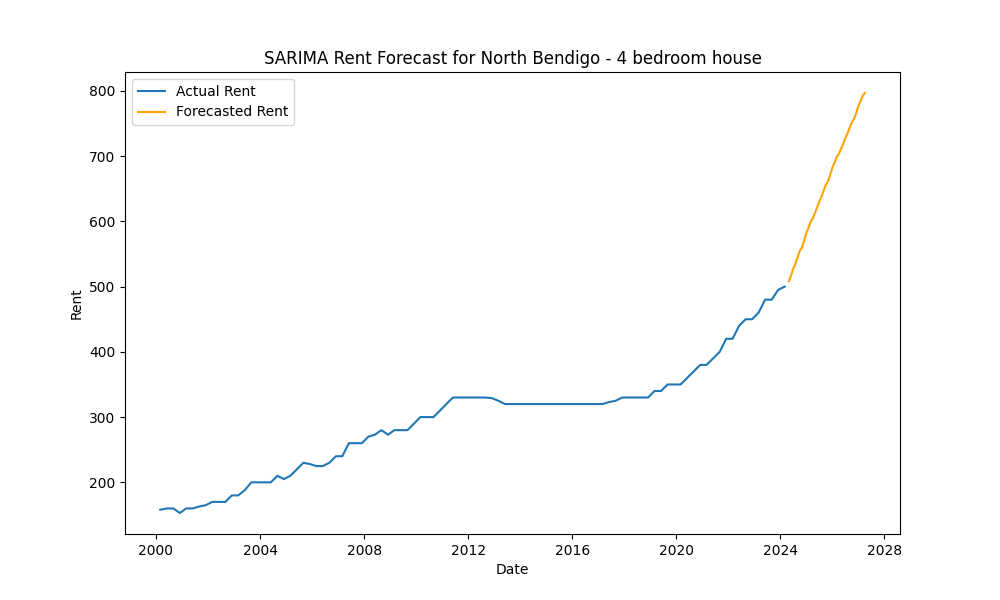 SARIMA Rent Forecast for North Bendigo - 4 bedroom house
Actual Rent
Forecasted Rent
800
700
600
500
400
300
200
Rent
2000 2004 2008 2012 2016 2020 2024 2028
Date